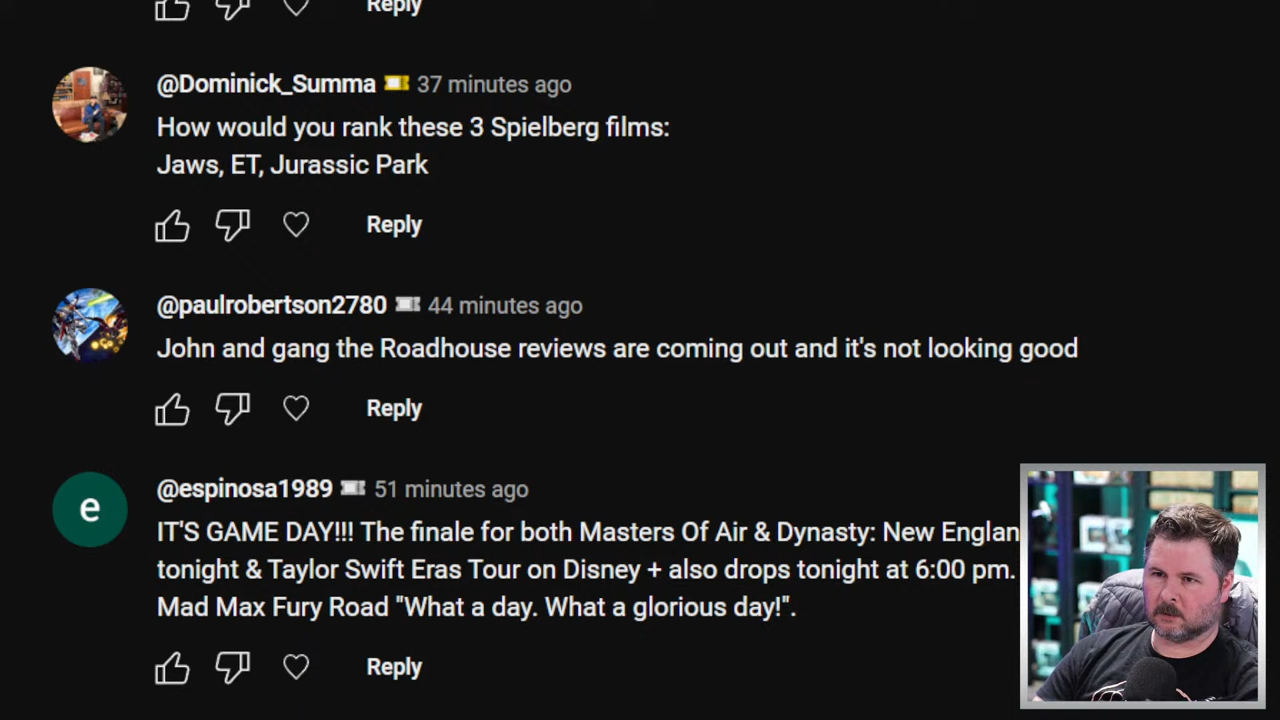 Reply
@Dominick_Summa 37 minutes ago
How would you rank these 3 Spielberg films:
Jaws, ET, Jurassic Park
Reply
@paulrobertson2780 44 minutes ago
John and gang the Roadhouse reviews are coming out and it's not looking good
Reply
@espinosa1989 51 minutes ago
e
IT'S GAME DAY!!! The finale for both Masters Of Air & Dynasty: New Englan
tonight & Taylor Swift Eras Tour on Disney + also drops tonight at 6:00 pm.
Mad Max Fury Road "What a day. What a glorious day!".
Reply